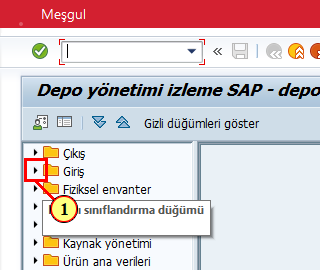 Meşgul
Depo yönetimi izleme SAP - depo
Gizli düğümleri göster
Çıkış
Giriş
Fiziksel envanter
1
sınıflandırma düğümü
Kaynak yönetimi
Ürün ana verileri